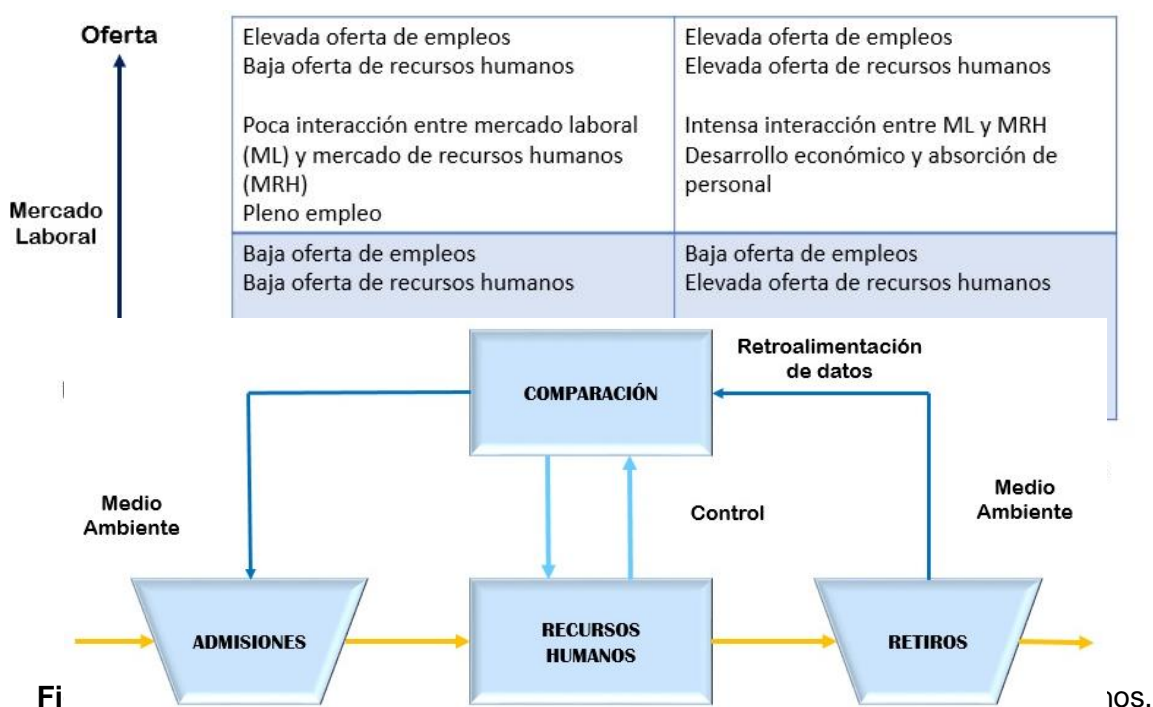 Oferta
Elevada oferta de empleos
Baja oferta de recursos humanos
Poca interacción entre mercado laboral
(ML) y mercado de recursos humanos
(MRH)
Pleno empleo
Elevada oferta de empleos
Elevada oferta de recursos humanos
Intensa interacción entre ML y MRH
Desarrollo económico y absorción de
personal
Mercado
Laboral
Baja oferta de empleos
Baja oferta de recursos humanos
Baja oferta de empleos
Elevada oferta de recursos humanos
COMPARACIÓN
Retroalimentación
de datos
Medio
Ambiente
Control
Medio
Ambiente
ADMISIONES
RECURSOS
HUMANOS
RETIROS